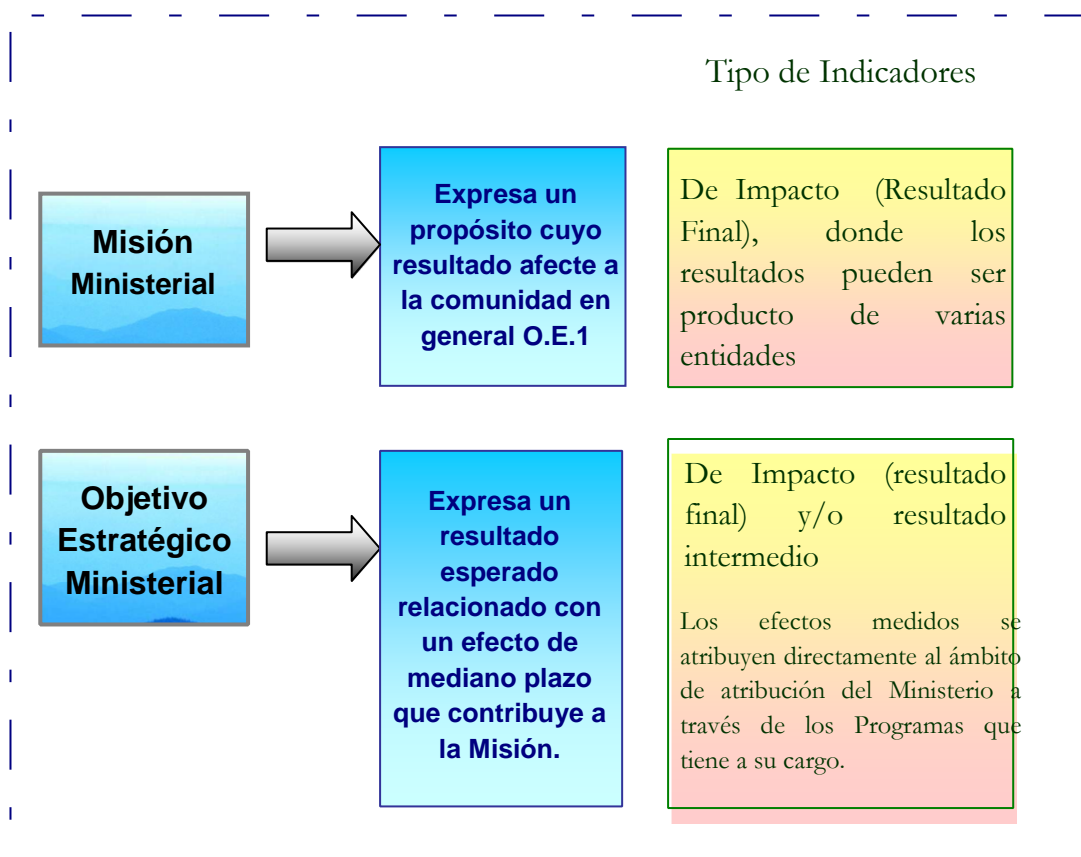 Tipo de Indicadores
Misión
Ministerial
Expresa un
propósito cuyo
resultado afecte a
la comunidad en
general O.E.1
De Impacto (Resultado
Final), donde los
resultados pueden ser
producto de varias
entidades
Objetivo
Estratégico
Ministerial
Expresa un
resultado
esperado
relacionado con
un efecto de
mediano plazo
que contribuye a
la Misión.
De Impacto (resultado
final) y/o resultado
intermedio
Los efectos medidos se
atribuyen directamente al ámbito
de atribución del Ministerio a
través de los Programas que
tiene a su cargo.